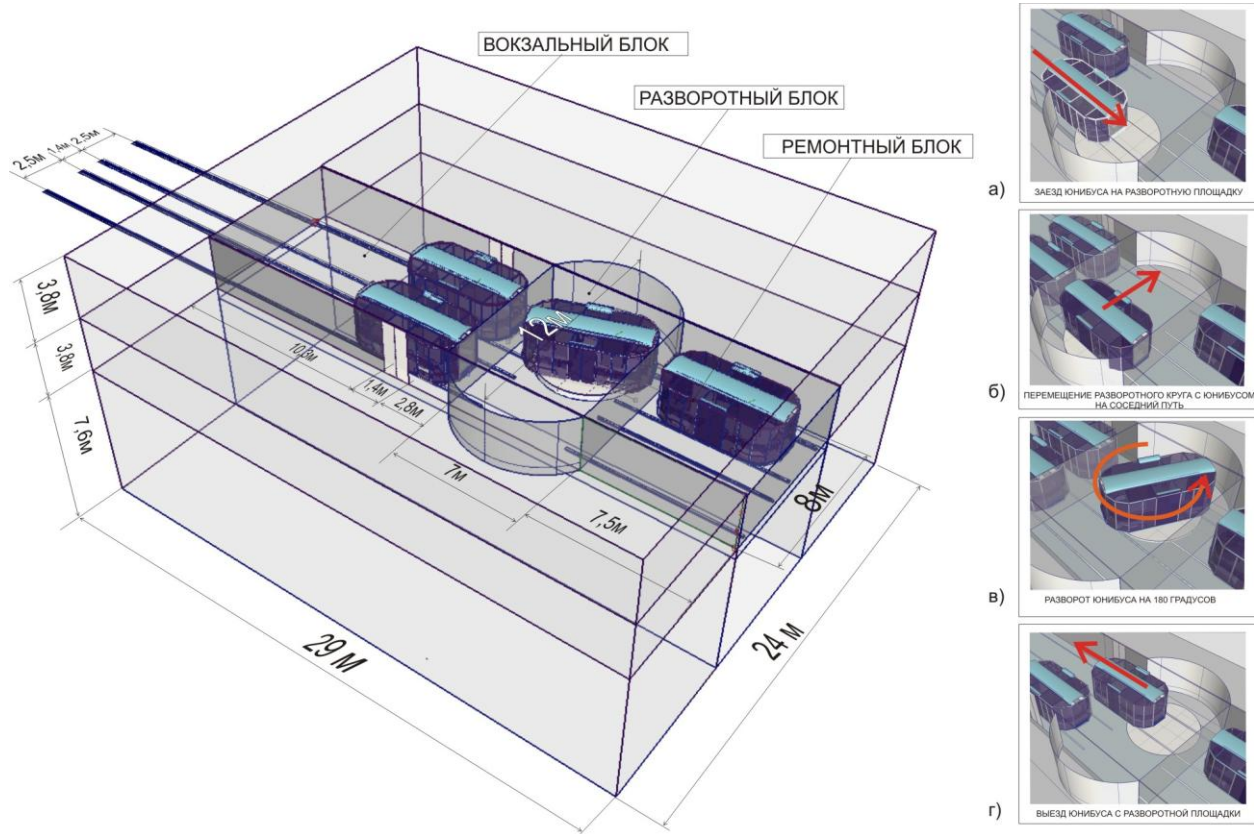 ВОКЗАЛЬНЫЙ БЛОК
РАЗВОРОТНЫЙ БЛОК
РЕМОНТНЫЙ БЛОК
2,5м
1,4м
2,5м
3,8м
3,8м
7,6м
12м
10,8м
1,4м
2,8м
7м
7,5м
8м
29 М
24 м
а)
ЗАЕЗД ЮНИБУСА НА РАЗВОРОТНУЮ ПЛОЩАДКУ
б)
ПЕРЕМЕЩЕНИЕ РАЗВОРОТНОГО КРУГА С ЮНИБУСОМ
НА СОСЕДНИЙ ПУТЬ
в)
РАЗВОРОТ ЮНИБУСА НА 180 ГРАДУСОВ
г)
ВЫЕЗД ЮНИБУСА С РАЗВОРОТНОЙ ПЛОЩАДКИ